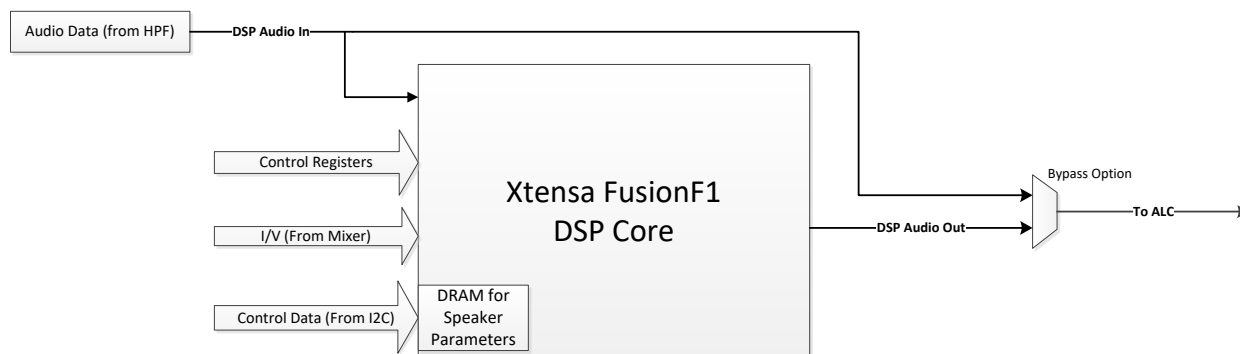 Audio Data (from HPF)
DSP Audio In
Control Registers
Xtensa FusionF1
DSP Core
Bypass Option
To ALC
I/V (From Mixer)
DSP Audio Out
Control Data (From I2C)
DRAM for
Speaker
Parameters